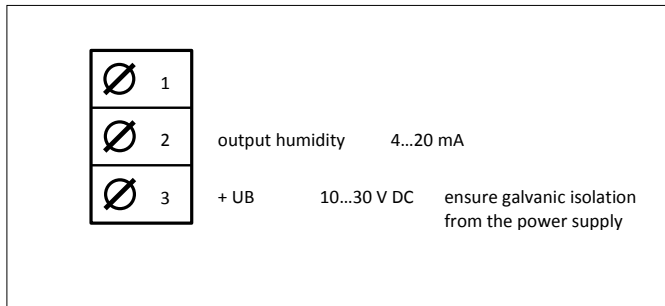 1
2 output humidity 4...20 mA
3 + UB 10...30 V DC ensure galvanic isolation
from the power supply